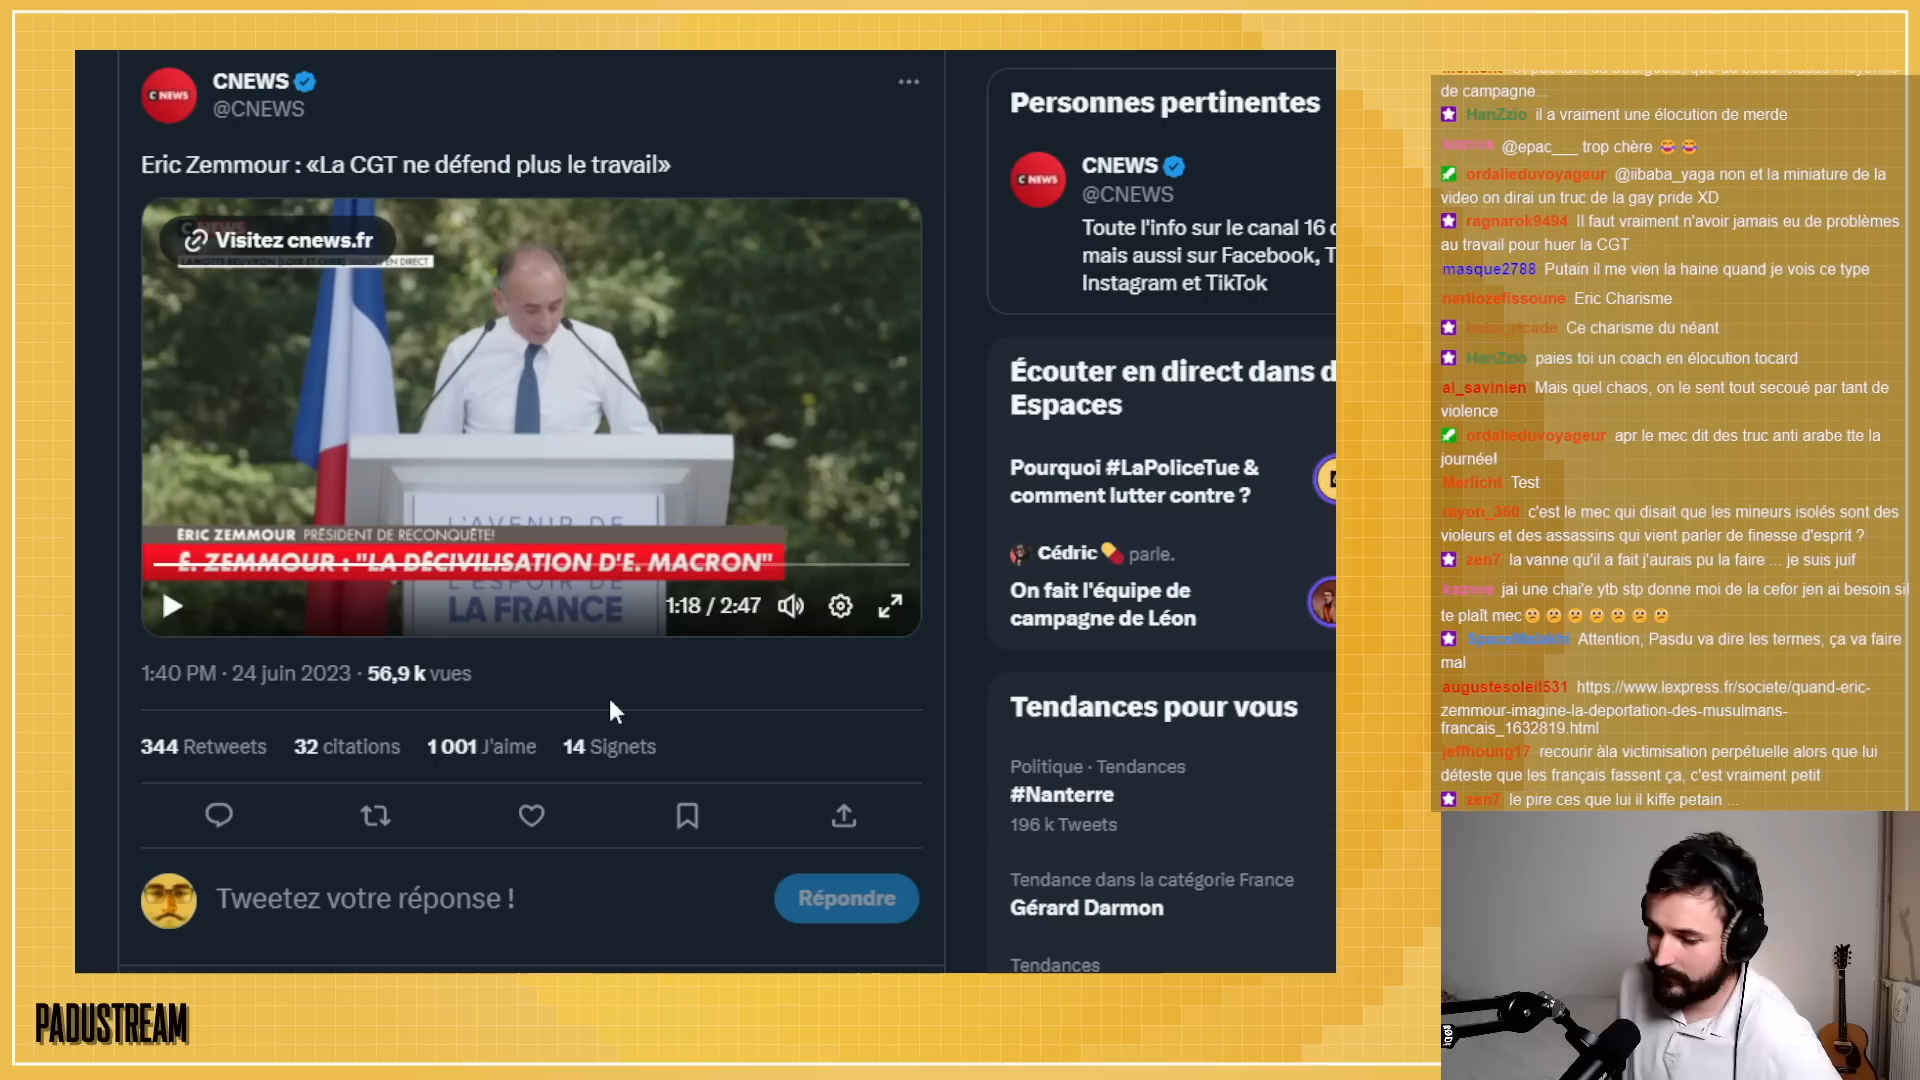 CNEWS
@CNEWS
Eric Zemmour : «La CGT ne défend plus le travail»
CNEWS
Visitez cnews.fr
EN DIRECT
L'AVENIR DE
ÉRIC ZEMMOUR PRÉSIDENT DE RECONQUÊTE!
É. ZEMMOUR : "LA DÉCIVILISATION D'E. MACRON"
L'ESPOIR DE
LA FRANCE
1:18 / 2:47
1:40 PM · 24 juin 2023 · 56,9 k vues
344 Retweets 32 citations 1 001 J'aime 14 Signets
Tweetez votre réponse !
Répondre
Personnes pertinentes
CNEWS
CNEWS
@CNEWS
Toute l'info sur le canal 16
mais aussi sur Facebook, T
Instagram et TikTok
Écouter en direct dans d
Espaces
Pourquoi #LaPoliceTue &
comment lutter contre ?
Cédric parle.
On fait l'équipe de
campagne de Léon
Tendances pour vous
Politique · Tendances
#Nanterre
196 k Tweets
Tendance dans la catégorie France
Gérard Darmon
Tendances
de campagne...
HanZzio il a vraiment une élocution de merde
@epac___ trop chère
ordalieduvoyageur @iibaba_yaga non et la miniature de la
video on dirai un truc de la gay pride XD
ragnarok9494 Il faut vraiment n'avoir jamais eu de problèmes
au travail pour huer la CGT
masque2788 Putain il me vien la haine quand je vois ce type
narliozefissoune Eric Charisme
Ce charisme du néant
HanZzio paies toi un coach en élocution tocard
al_savinien Mais quel chaos, on le sent tout secoué par tant de
violence
ordalieduvoyageur apr le mec dit des truc anti arabe tte la
journée!
Merlicht Test
rayon_360 c'est le mec qui disait que les mineurs isolés sont des
violeurs et des assassins qui vient parler de finesse d'esprit ?
zen7 la vanne qu'il a fait j'aurais pu la faire ... je suis juif
jai une chai'e ytb stp donne moi de la cefor jen ai besoin sil
te plaît mec
Attention, Pasdu va dire les termes, ça va faire
mal
augustesoleil531 https://www.lexpress.fr/societe/quand-eric-
zemmour-imagine-la-deportation-des-musulmans-
francais_1632819.html
jeffhoung17 recourir àla victimisation perpétuelle alors que lui
déteste que les français fassent ça, c'est vraiment petit
zen7 le pire ces que lui il kiffe petain ...
PADUSTREAM